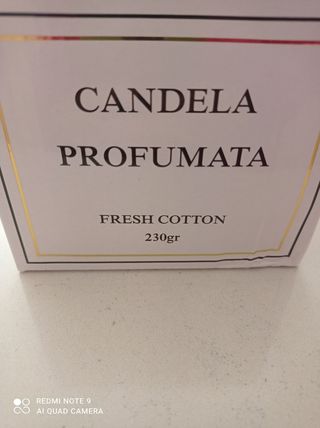 CANDELA
PROFUMATA
FRESH COTTON
230gr
REDMI NOTE 9
AI QUAD CAMERA